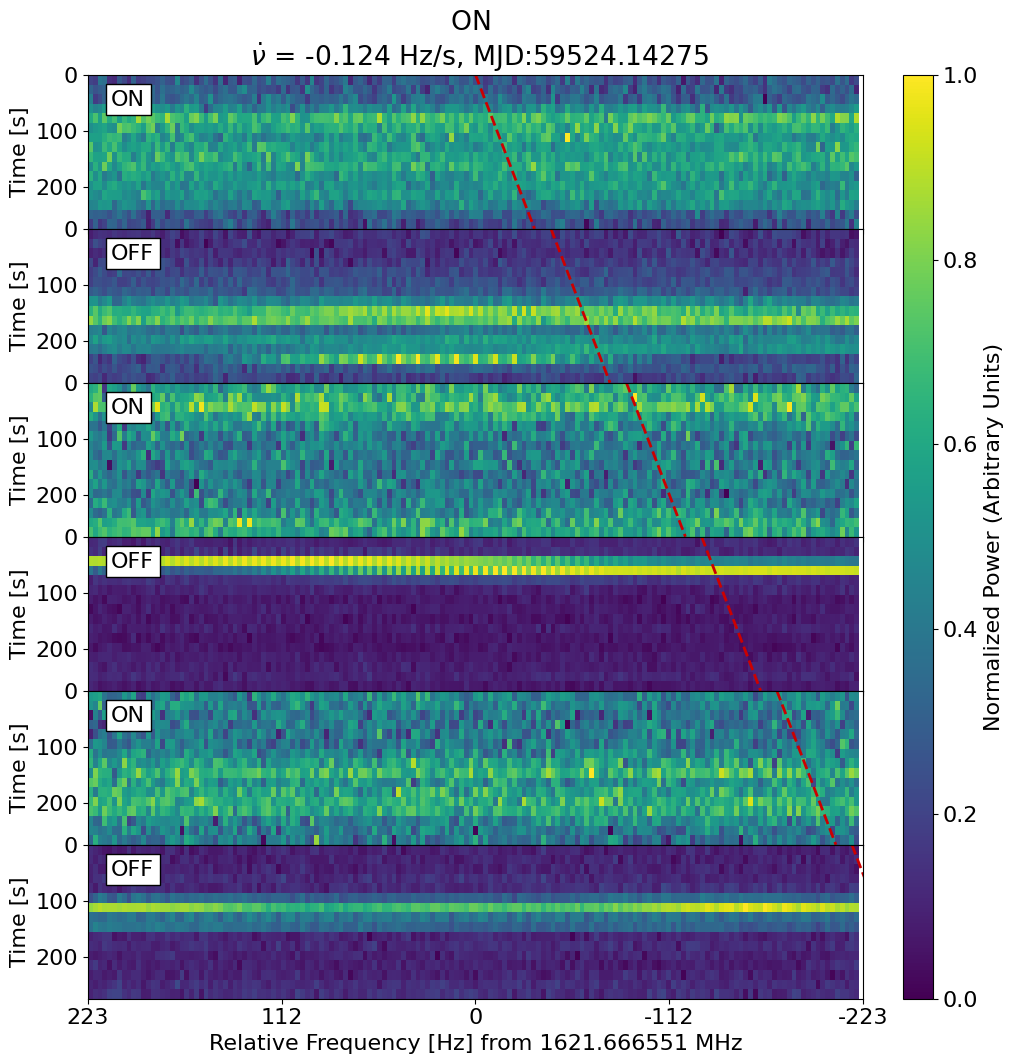 ON
ν̇ = -0.124 Hz/s, MJD:59524.14275
0
ON
100
200
Time [s]
0
OFF
100
200
Time [s]
0
ON
100
200
Time [s]
0
OFF
100
200
Time [s]
0
ON
100
200
Time [s]
0
OFF
100
200
Time [s]
223 112 0 -112 -223
Relative Frequency [Hz] from 1621.666551 MHz
1.0
0.8
0.6
0.4
0.2
0.0
Normalized Power (Arbitrary Units)